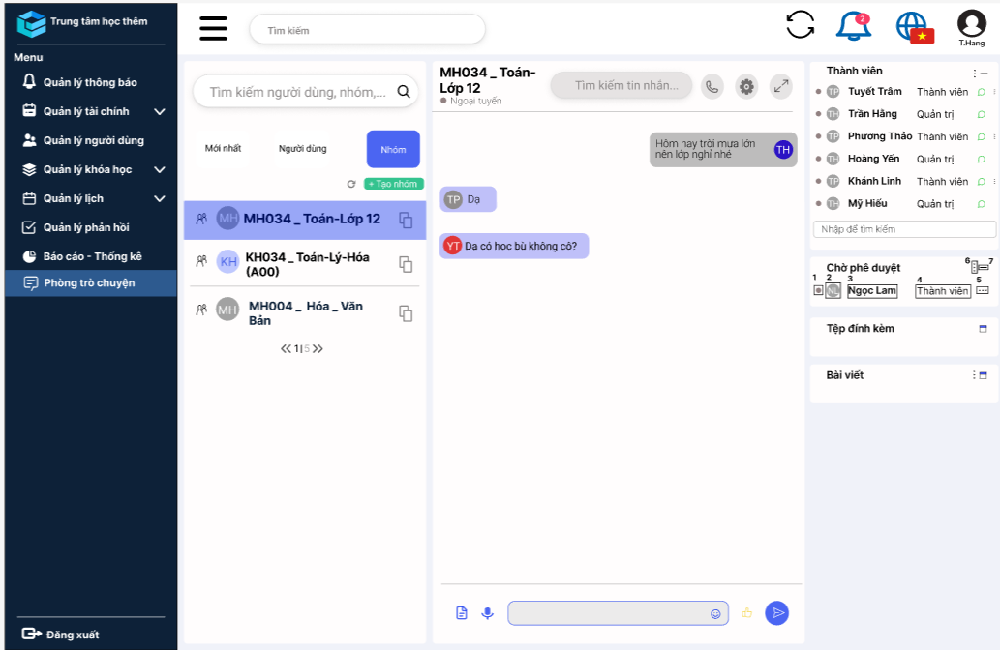 Trung tâm học thêm
Menu
Quản lý thông báo
Quản lý tài chính
Quản lý người dùng
Quản lý khóa học
Quản lý lịch
Quản lý phản hồi
Báo cáo - Thống kê
Phòng trò chuyện
Đăng xuất
Tìm kiếm
2
T.Hang
Tìm kiếm người dùng, nhóm,...
Mới nhất
Người dùng
Nhóm
+ Tạo nhóm
MH MH034 _ Toán-Lớp 12
KH KH034 _ Toán-Lý-Hóa
(A00)
MH MH004 _ Hóa _ Văn
Bản
1|5
MH034 _ Toán-
Lớp 12
Ngoại tuyến
Tìm kiếm tin nhắn...
Hôm nay trời mưa lớn
nên lớp nghỉ nhé
TH
TP Dạ
YT Dạ có học bù không cô?
Thành viên
TP Tuyết Trâm Thành viên
TH Trần Hằng Quản trị
TP Phương Thảo Thành viên
TH Hoàng Yến Quản trị
TP Khánh Linh Thành viên
TH Mỹ Hiếu Quản trị
Nhập để tìm kiếm
Chờ phê duyệt
6 7
1 2 3 4 5
NL Ngọc Lam Thành viên
Tệp đính kèm
Bài viết